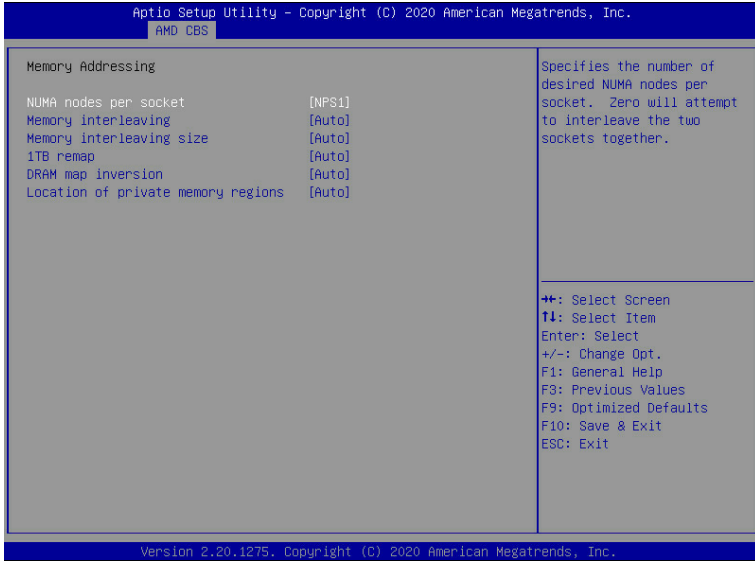 Aptio Setup Utility – Copyright (C) 2020 American Megatrends, Inc.
AMD CBS
Memory Addressing
NUMA nodes per socket [NPS1]
Memory interleaving [Auto]
Memory interleaving size [Auto]
1TB remap [Auto]
DRAM map inversion [Auto]
Location of private memory regions [Auto]
Specifies the number of
desired NUMA nodes per
socket. Zero will attempt
to interleave the two
sockets together.
→←: Select Screen
↑↓: Select Item
Enter: Select
+/-: Change Opt.
F1: General Help
F3: Previous Values
F9: Optimized Defaults
F10: Save & Exit
ESC: Exit
Version 2.20.1275. Copyright (C) 2020 American Megatrends, Inc.